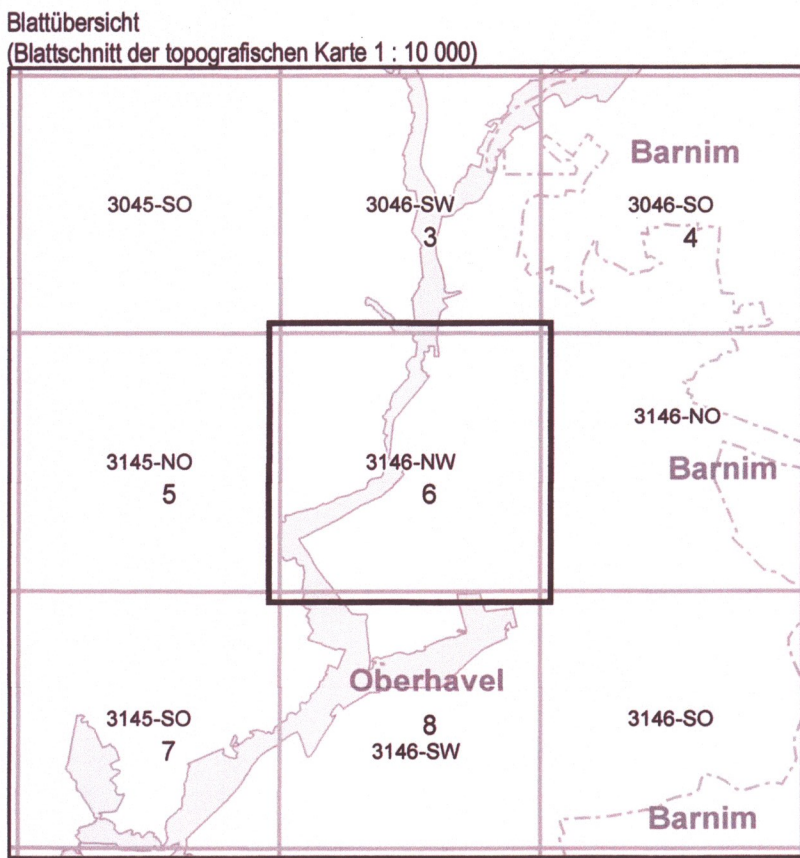 Blattübersicht
(Blattschnitt der topografischen Karte 1 : 10 000)
Barnim
3045-SO
3046-SW
3046-SO
3
4
3146-NO
3145-NO
3146-NW
Barnim
5
6
Oberhavel
3145-SO
8
3146-SO
7
3146-SW
Barnim